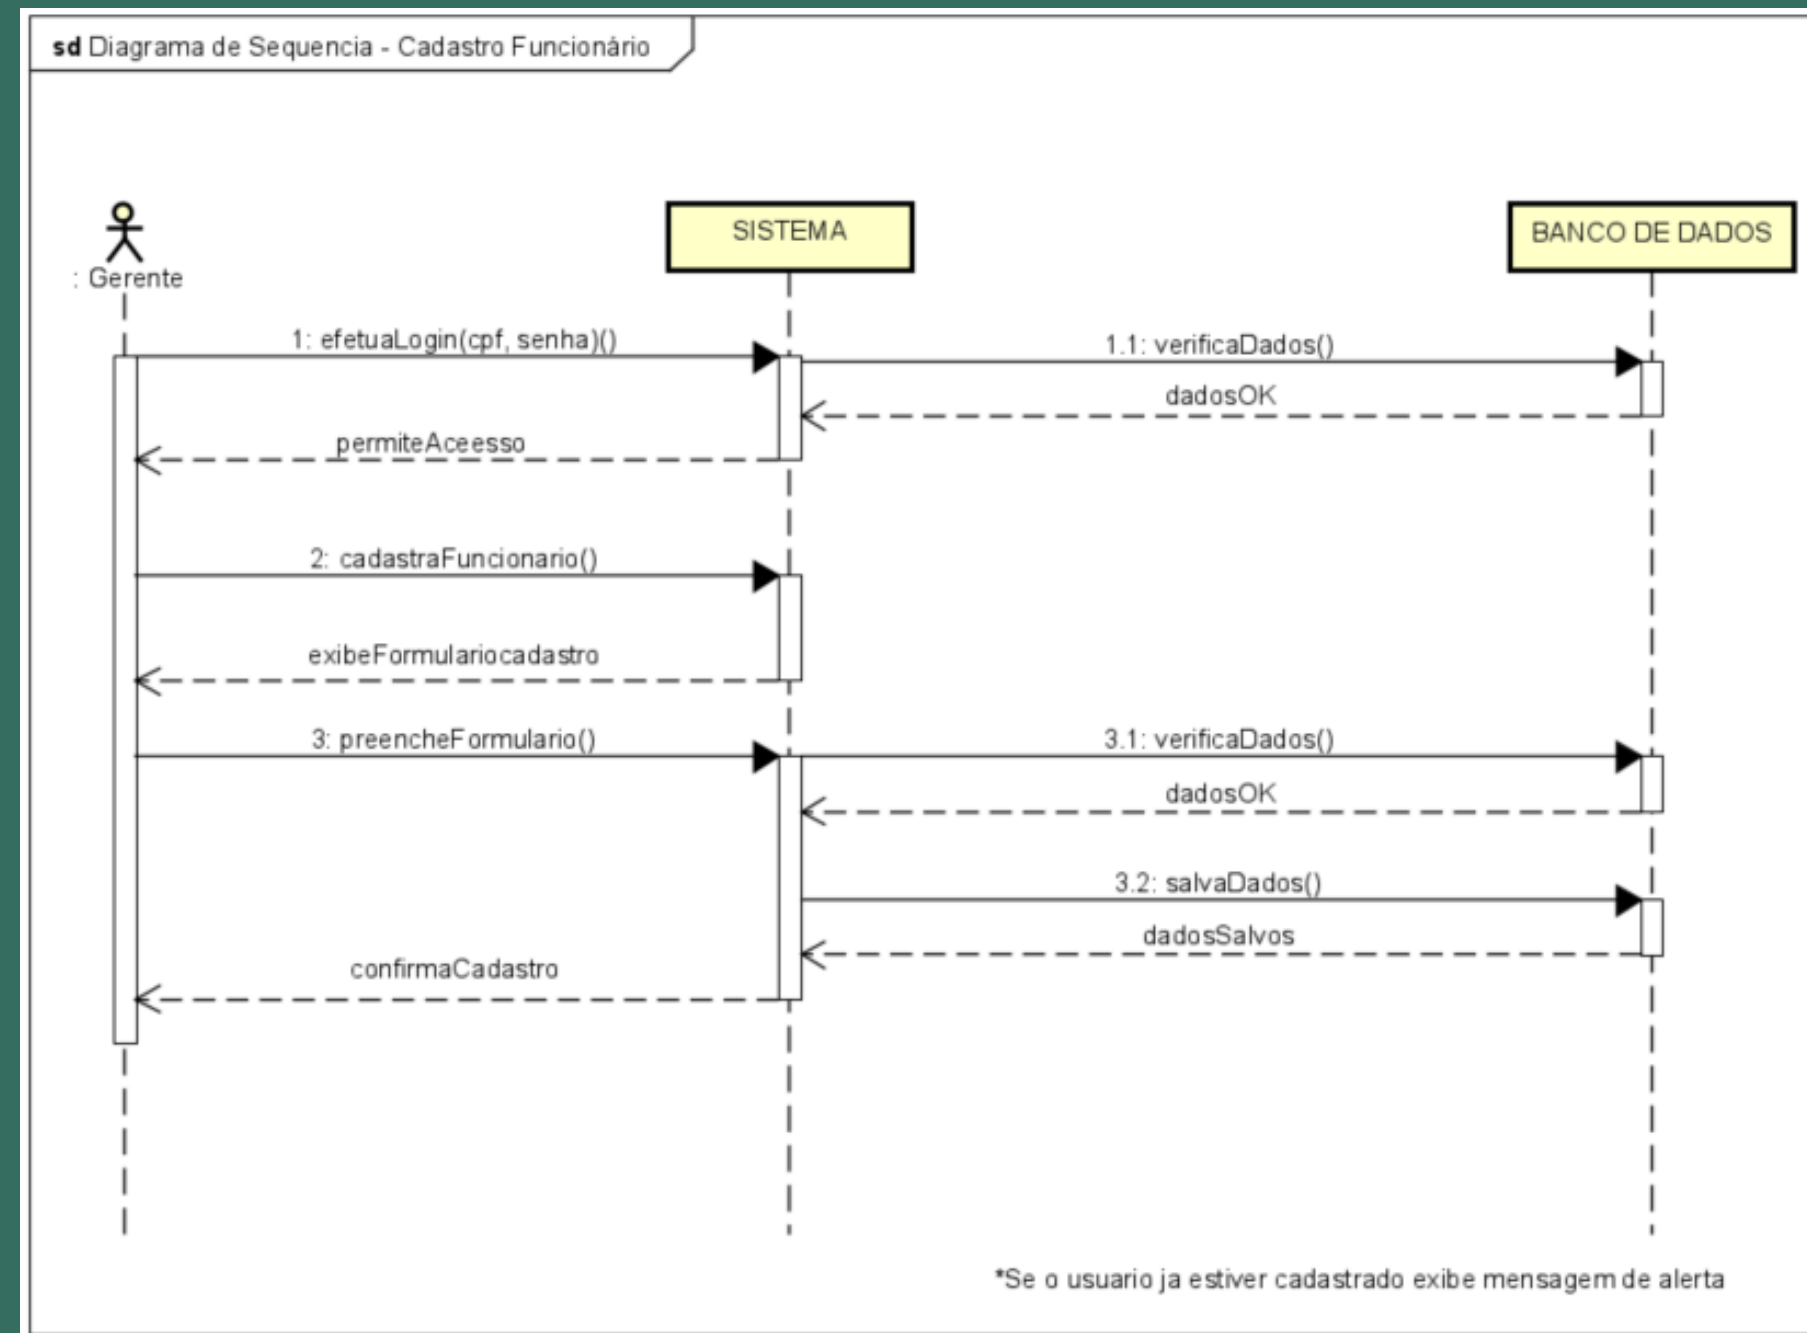 sd Diagrama de Sequencia - Cadastro Funcionário
: Gerente
SISTEMA
BANCO DE DADOS
1: efetuaLogin(cpf, senha)()
1.1: verificaDados()
dadosOK
permiteAceesso
2: cadastraFuncionario()
exibeFormulariocadastro
3: preencheFormulario()
3.1: verificaDados()
dadosOK
3.2: salvaDados()
dadosSalvos
confirmaCadastro
*Se o usuario ja estiver cadastrado exibe mensagem de alerta